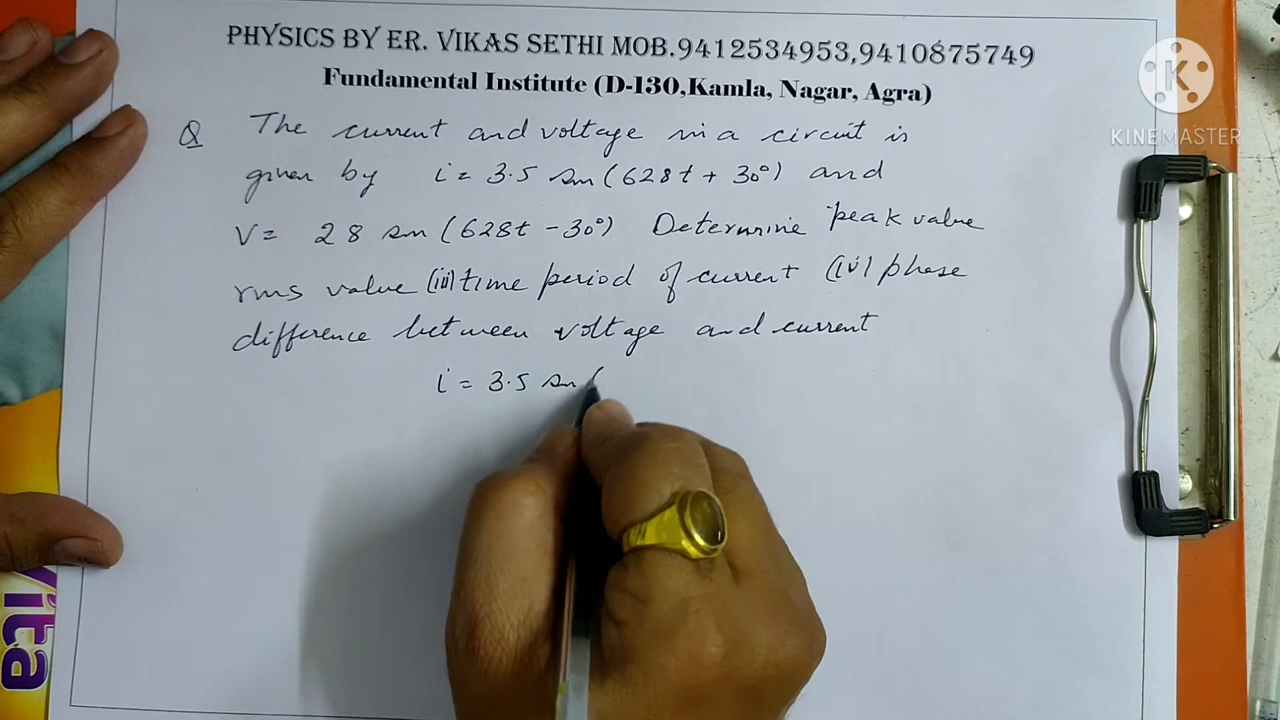 PHYSICS BY ER. VIKAS SETHI MOB.9412534953,9410875749
Fundamental Institute (D-130,Kamla, Nagar, Agra)
KINEMASTER
Q The current and voltage in a circuit is
given by i = 3.5 sin (628t + 30°) and
V = 28 sin (628t - 30°) Determine peak value
rms value (iii) time period of current (iv) phase
difference between voltage and current
i = 3.5 sin (
ita